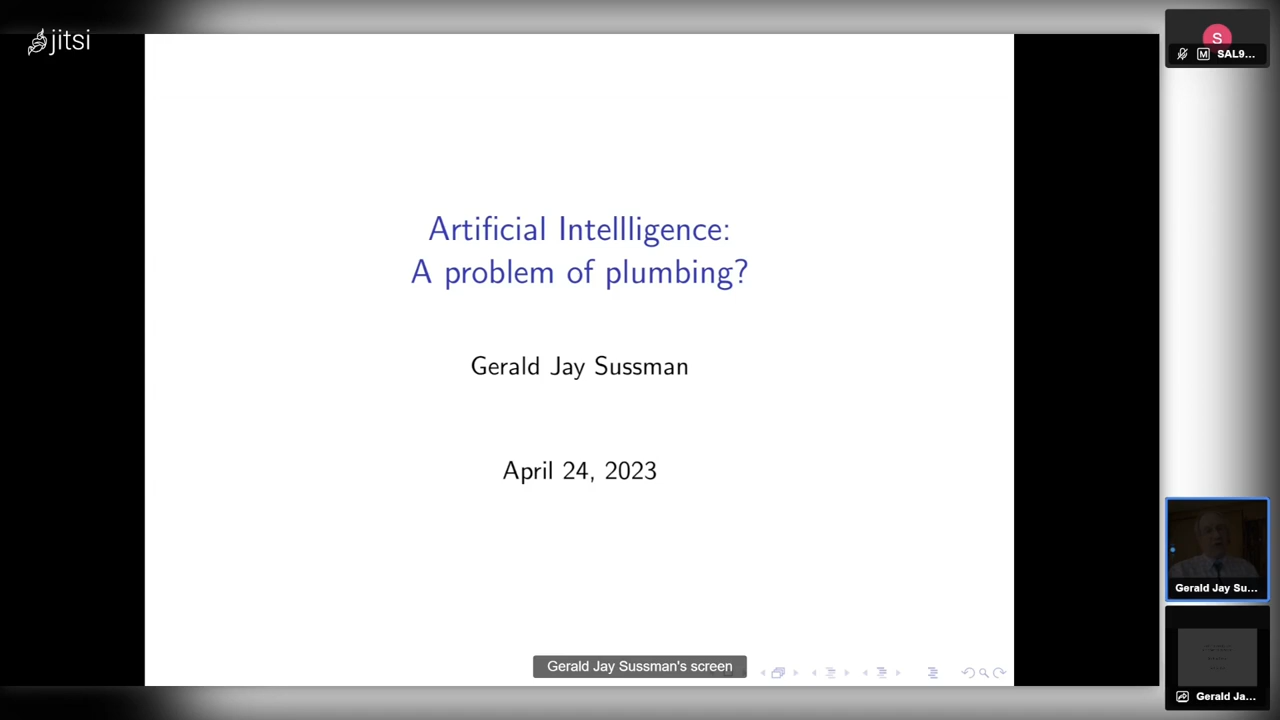 jitsi
S
M SAL9...
Artificial Intellligence:
A problem of plumbing?
Gerald Jay Sussman
April 24, 2023
Gerald Jay Su...
Gerald Jay Sussman's screen
Gerald Ja...